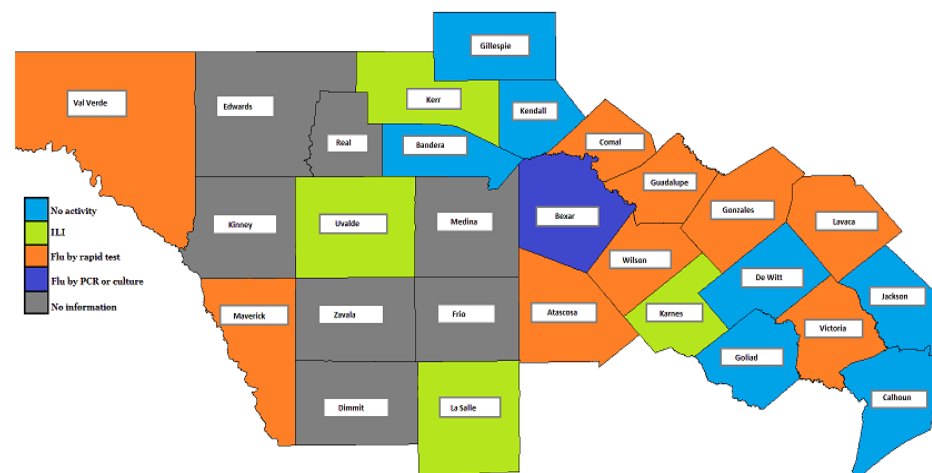 Gillespie
Val Verde
Edwards
Kerr
Kendall
Real
Bandera
Comal
Guadalupe
Gonzales
Lavaca
No activity
ILI
Flu by rapid test
Flu by PCR or culture
No information
Kinney
Uvalde
Medina
Bexar
Wilson
De Witt
Jackson
Maverick
Zavala
Frio
Atascosa
Karnes
Victoria
Goliad
Calhoun
Dimmit
La Salle